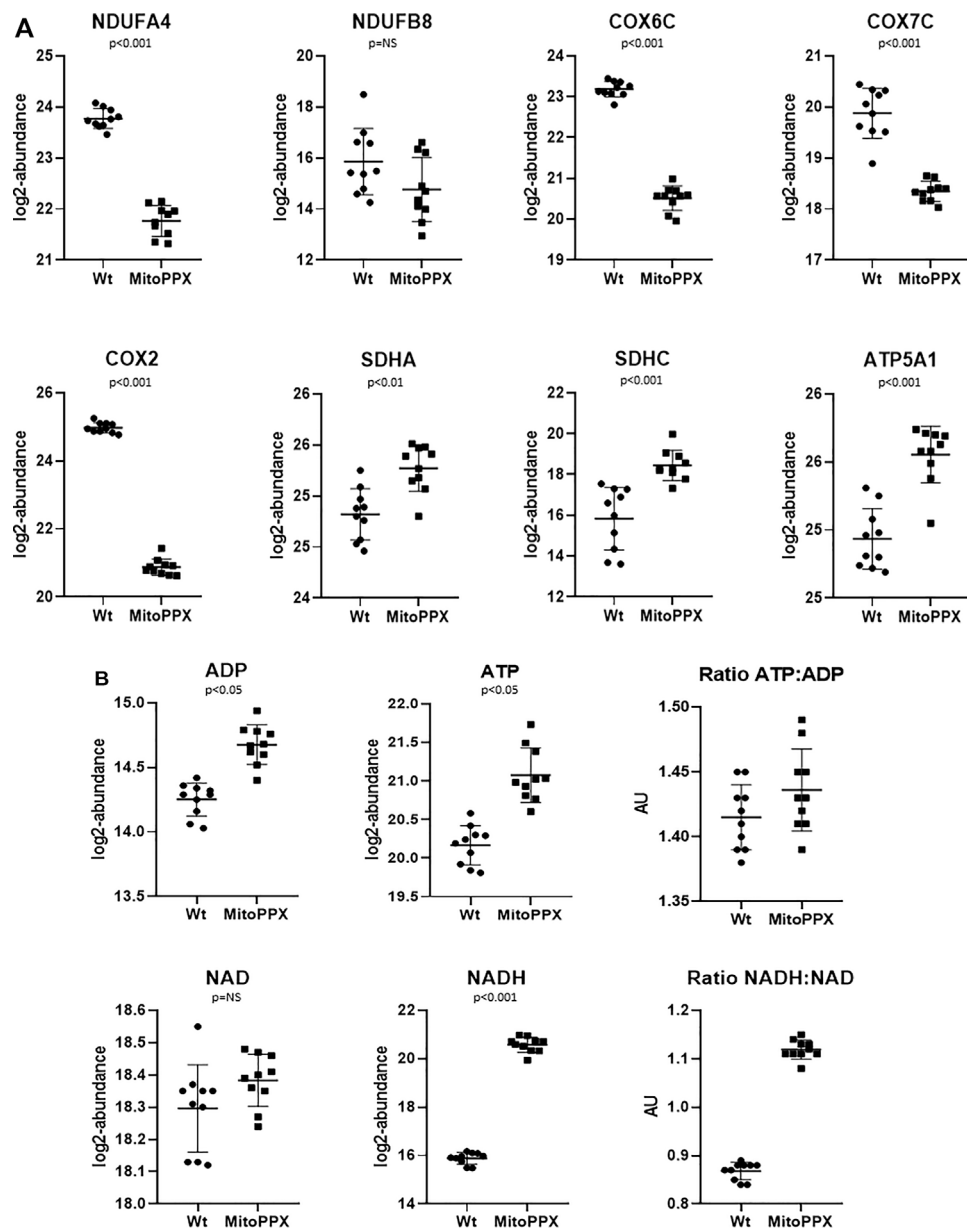 A
NDUFA4
p<0.001
log2-abundance
25
24
23
22
21
Wt MitoPPX
NDUFB8
p=NS
log2-abundance
20
18
16
14
12
Wt MitoPPX
COX6C
p<0.001
log2-abundance
24
23
22
21
20
19
Wt MitoPPX
COX7C
p<0.001
log2-abundance
21
20
19
18
17
Wt MitoPPX
COX2
p<0.001
log2-abundance
26
24
22
20
Wt MitoPPX
SDHA
p<0.01
log2-abundance
26
26
25
25
24
Wt MitoPPX
SDHC
p<0.001
log2-abundance
22
20
18
16
14
12
Wt MitoPPX
ATP5A1
p<0.001
log2-abundance
26
26
25
25
Wt MitoPPX
B
ADP
p<0.05
log2-abundance
15.0
14.5
14.0
13.5
Wt MitoPPX
ATP
p<0.05
log2-abundance
22.0
21.5
21.0
20.5
20.0
19.5
Wt MitoPPX
Ratio ATP:ADP
AU
1.50
1.45
1.40
1.35
Wt MitoPPX
NAD
p=NS
log2-abundance
18.6
18.5
18.4
18.3
18.2
18.1
18.0
Wt MitoPPX
NADH
p<0.001
log2-abundance
22
20
18
16
14
Wt MitoPPX
Ratio NADH:NAD
AU
1.2
1.1
1.0
0.9
0.8
Wt MitoPPX